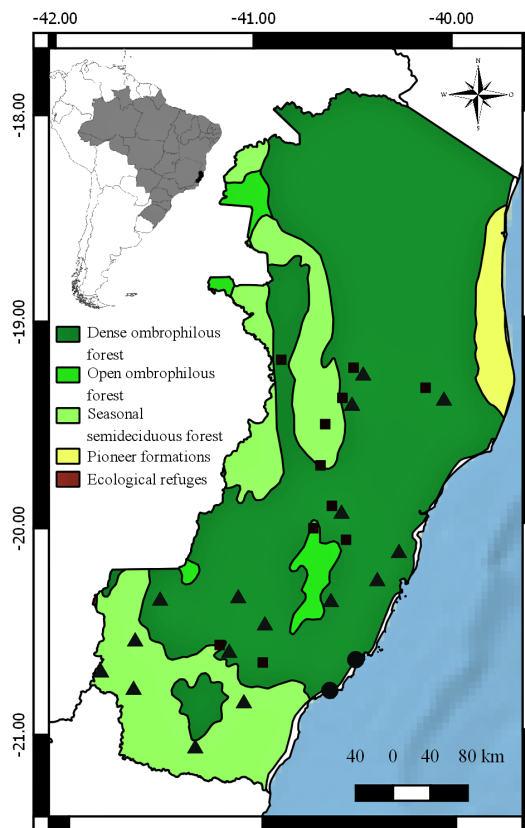 -42.00 -41.00 -40.00
N
W O
S
-18.00
-19.00
-20.00
-21.00
Dense ombrophilous
forest
Open ombrophilous
forest
Seasonal
semideciduous forest
Pioneer formations
Ecological refuges
40 0 40 80 km